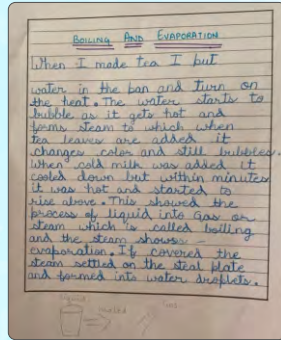 BOILING AND EVAPORATION
When I made tea I put
water in the pan and turn on
the heat. The water starts to
bubble as it gets hot and
forms steam to which when
tea leaves are added it
changes color and still bubbles.
when cold milk was added it
cooled down but within minutes
it was hot and started to
rise above. This showed the
process of liquid into Gas or
steam which is called boiling
and the steam shows -
evaporation. If covered the
steam settled on the steal plate
and formed into water droplets.